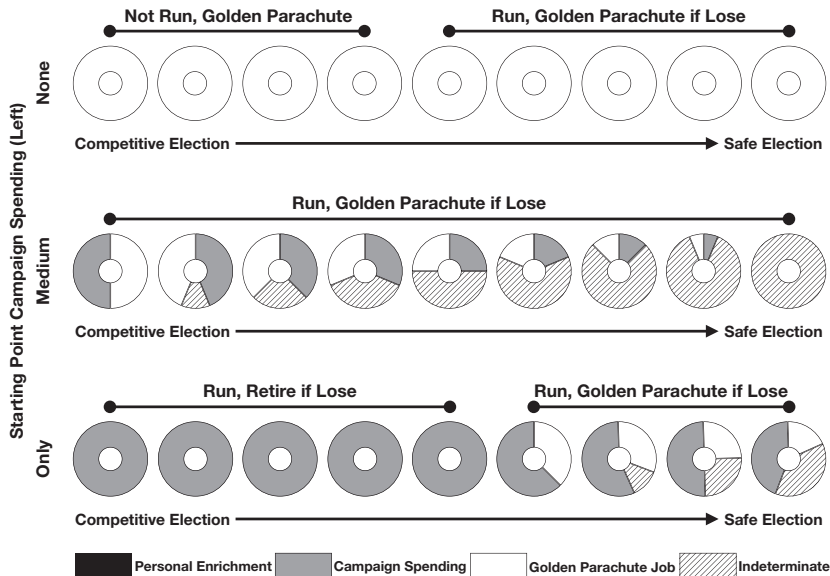 Starting Point Campaign Spending (Left)
None
Not Run, Golden Parachute
Run, Golden Parachute if Lose
Competitive Election
Safe Election
Medium
Run, Golden Parachute if Lose
Competitive Election
Safe Election
Only
Run, Retire if Lose
Run, Golden Parachute if Lose
Competitive Election
Safe Election
Personal Enrichment
Campaign Spending
Golden Parachute Job
Indeterminate